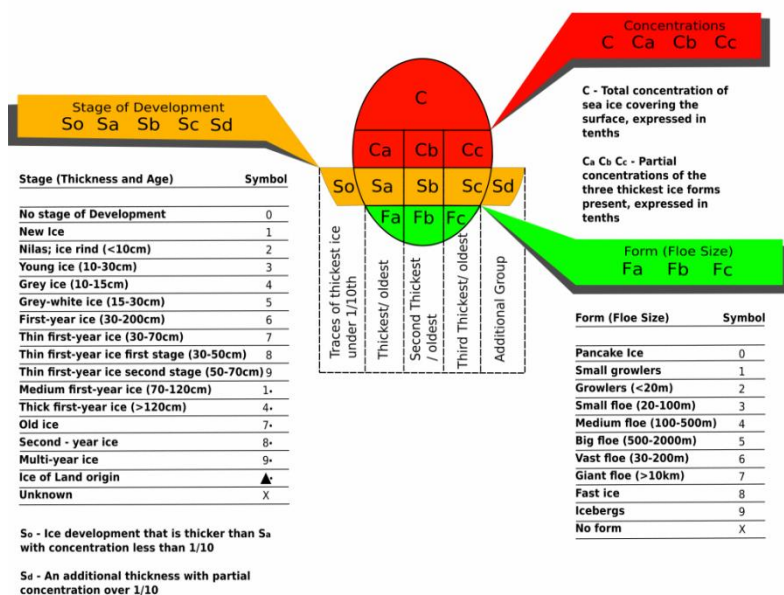 Concentrations
C Ca Cb Cc
C - Total concentration of
sea ice covering the
surface, expressed in
tenths
Ca Cb Cc - Partial
concentrations of
the three thickest ice forms
present, expressed in
tenths
Stage of Development
So Sa Sb Sc Sd
C
Ca Cb Cc
So Sa Sb Sc Sd
Fa Fb Fc
Traces of thickest ice
under 1/10th
Thickest/ oldest
Second Thickest
/ oldest
Third Thickest/ oldest
Additional Group
Stage (Thickness and Age) Symbol
No stage of Development 0
New Ice 1
Nilas; ice rind (<10cm) 2
Young ice (10-30cm) 3
Grey ice (10-15cm) 4
Grey-white ice (15-30cm) 5
First-year ice (30-200cm) 6
Thin first-year ice (30-70cm) 7
Thin first-year ice first stage (30-50cm) 8
Thin first-year ice second stage (50-70cm) 9
Medium first-year ice (70-120cm) 1•
Thick first-year ice (>120cm) 4•
Old ice 7•
Second - year ice 8•
Multi-year ice 9•
Ice of Land origin ▲•
Unknown X
So - Ice development that is thicker than Sa
with concentration less than 1/10
Sd - An additional thickness with partial
concentration over 1/10
Form (Floe Size)
Fa Fb Fc
Form (Floe Size) Symbol
Pancake Ice 0
Small growlers 1
Growlers (<20m) 2
Small floe (20-100m) 3
Medium floe (100-500m) 4
Big floe (500-2000m) 5
Vast floe (30-200m) 6
Giant floe (>10km) 7
Fast ice 8
Icebergs 9
No form X